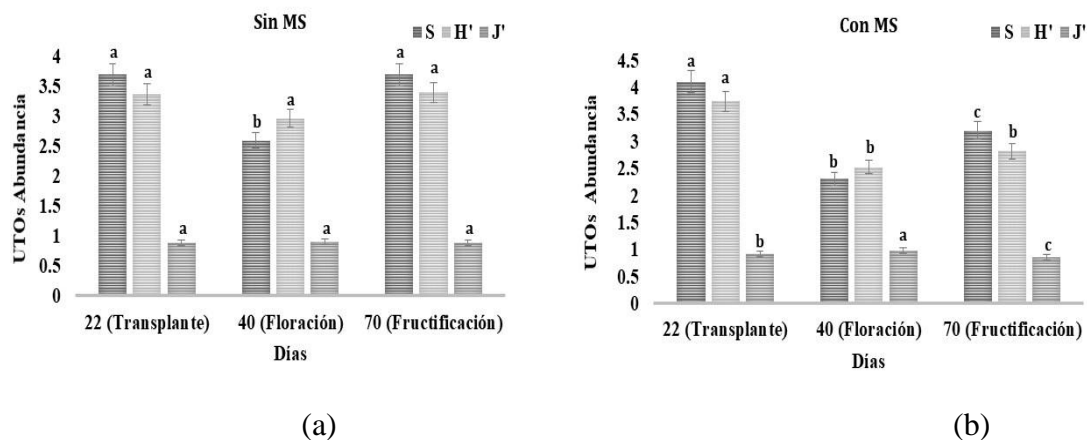 Sin MS
S H' J'
UTOs Abundancia
4
3.5
3
2.5
2
1.5
1
0.5
0
a a a
b a a
a a a
22 (Transplante) 40 (Floración) 70 (Fructificación)
Días
(a)
Con MS
S H' J'
UTOs Abundancia
4.5
4
3.5
3
2.5
2
1.5
1
0.5
0
a a b
b b a
c b c
22 (Transplante) 40 (Floración) 70 (Fructificación)
Días
(b)